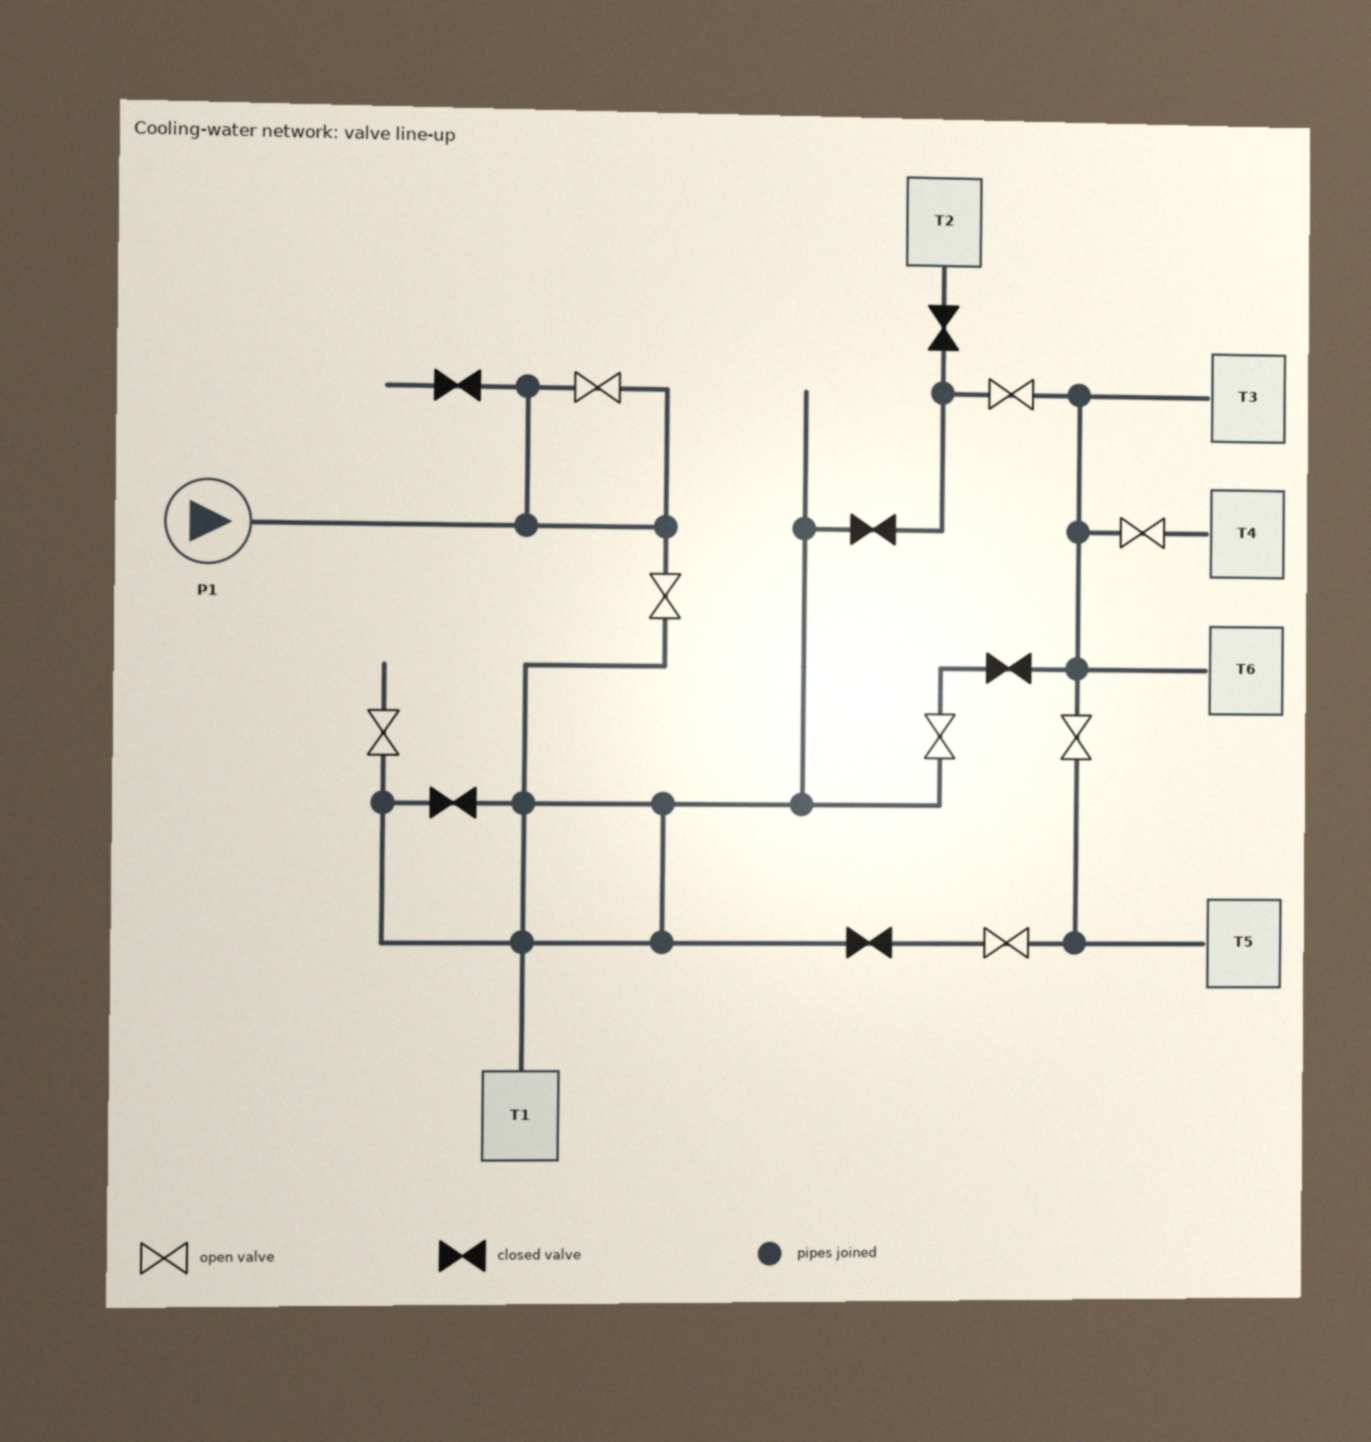 Cooling-water network: valve line-up
T2
T3
T4
P1
T6
T5
T1
open valve
closed valve
pipes joined